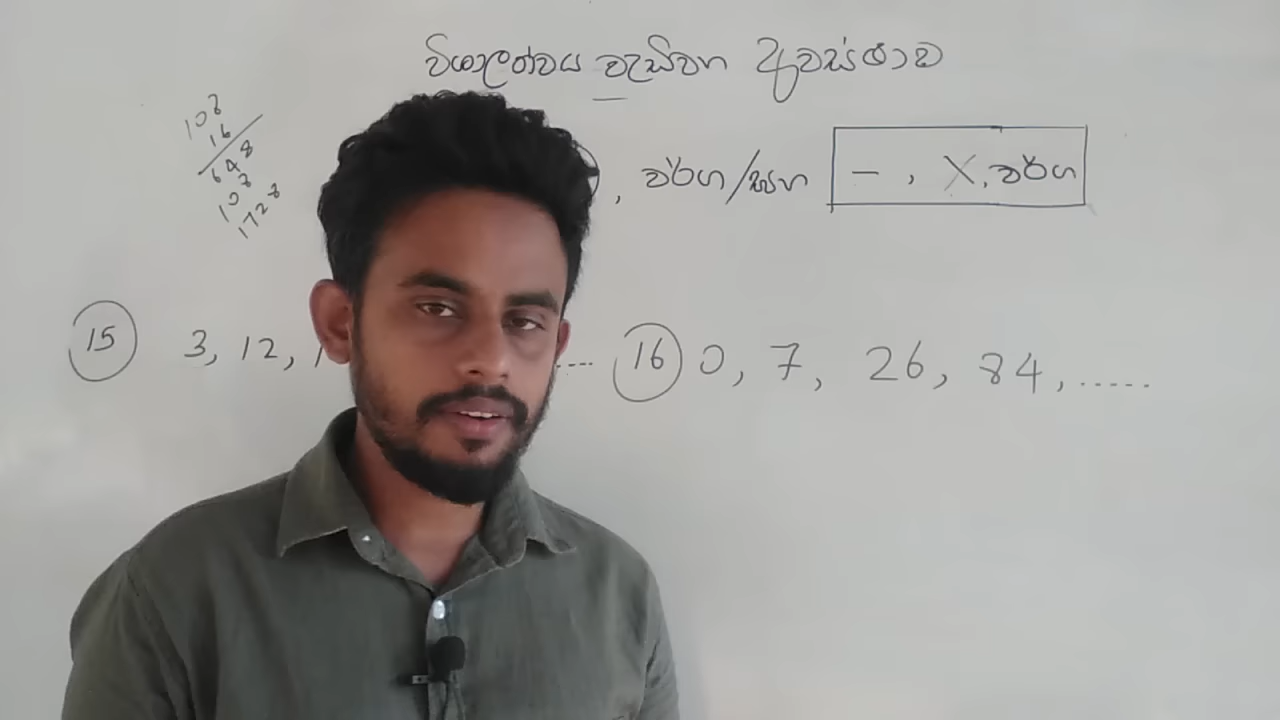 විශාලත්වය වැඩිවන අවස්ථාව
108
16
648
108
1728
, වර්ග/ඝන
- , X, වර්ග
15 3, 12, ....
16 0, 7, 26, 84, .....